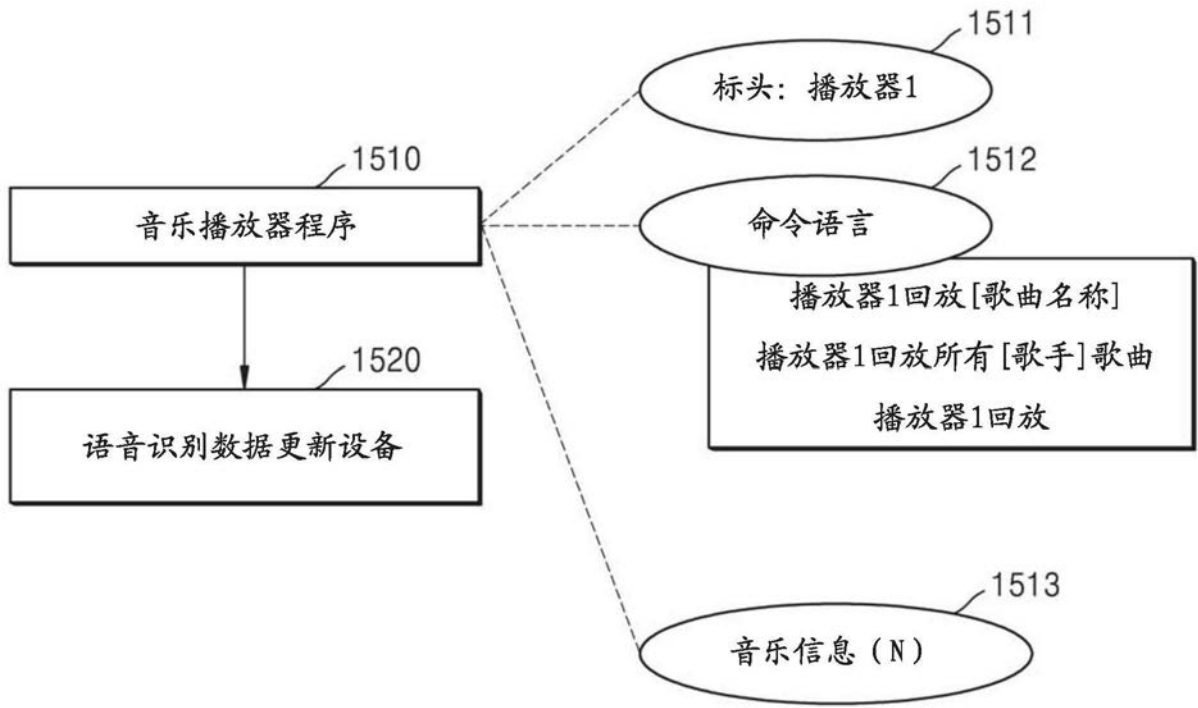 1511
标头：播放器1
1510
音乐播放器程序
1512
命令语言
播放器1回放[歌曲名称]
播放器1回放所有[歌手]歌曲
播放器1回放
1520
语音识别数据更新设备
1513
音乐信息（N）